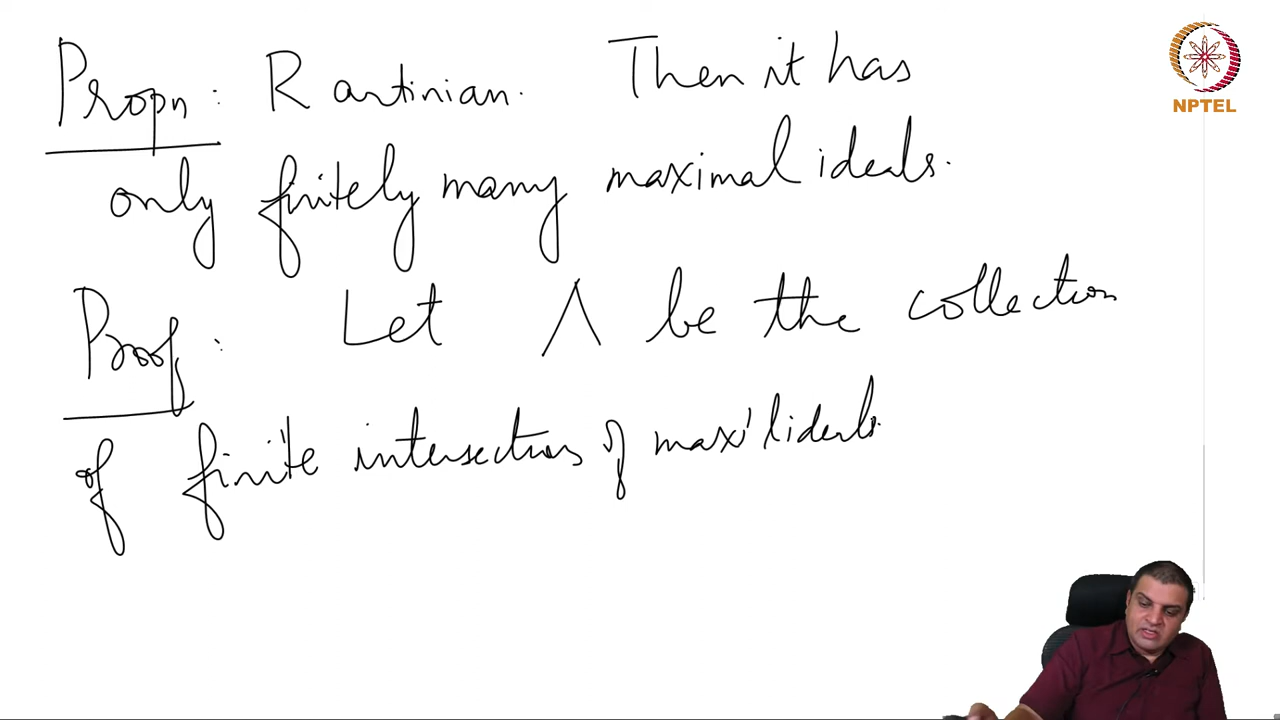 Propn: R artinian. Then it has
only finitely many maximal ideals.
Proof: Let Λ be the collection
of finite intersections of max'l ideals.
NPTEL